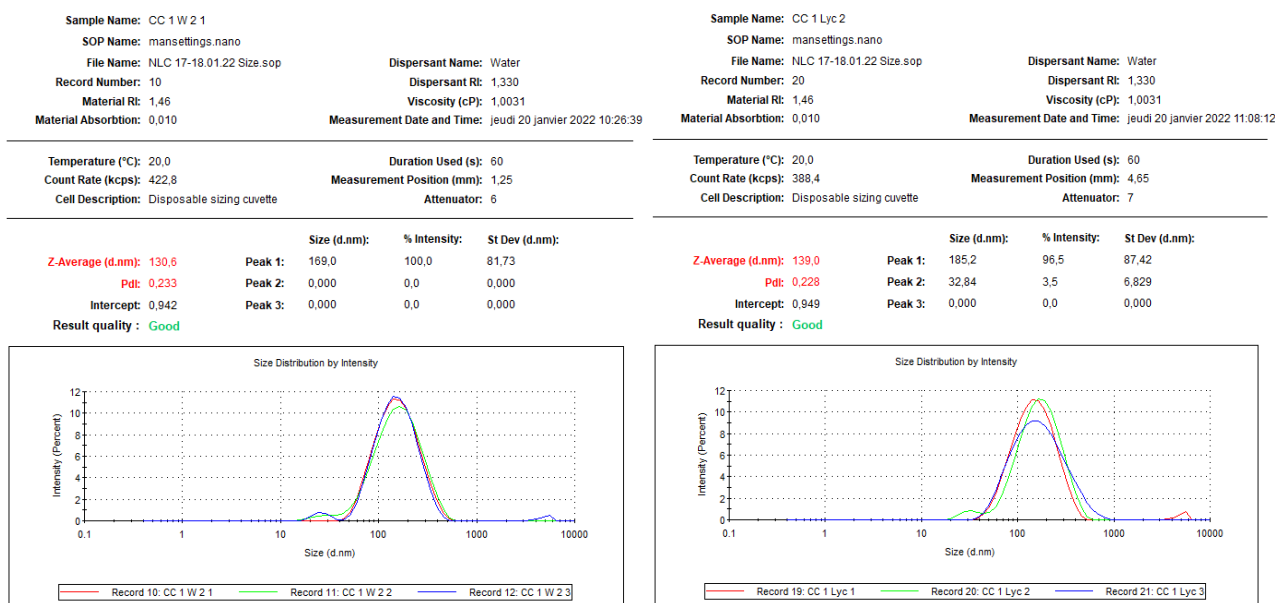 Sample Name: CC 1 W 2 1
SOP Name: mansettings.nano
File Name: NLC 17-18.01.22 Size.sop Dispersant Name: Water
Record Number: 10 Dispersant RI: 1,330
Material RI: 1,46 Viscosity (cP): 1,0031
Material Absorbtion: 0,010 Measurement Date and Time: jeudi 20 janvier 2022 10:26:39
Temperature (°C): 20,0 Duration Used (s): 60
Count Rate (kcps): 422,8 Measurement Position (mm): 1,25
Cell Description: Disposable sizing cuvette Attenuator: 6
Size (d.nm): % Intensity: St Dev (d.nm):
Z-Average (d.nm): 130,6 Peak 1: 169,0 100,0 81,73
PdI: 0,233 Peak 2: 0,000 0,0 0,000
Intercept: 0,942 Peak 3: 0,000 0,0 0,000
Result quality : Good
Size Distribution by Intensity
Intensity (Percent)
12
10
8
6
4
2
0
0.1 1 10 100 1000 10000
Size (d.nm)
Record 10: CC 1 W 2 1 Record 11: CC 1 W 2 2 Record 12: CC 1 W 2 3
Sample Name: CC 1 Lyc 2
SOP Name: mansettings.nano
File Name: NLC 17-18.01.22 Size.sop Dispersant Name: Water
Record Number: 20 Dispersant RI: 1,330
Material RI: 1,46 Viscosity (cP): 1,0031
Material Absorbtion: 0,010 Measurement Date and Time: jeudi 20 janvier 2022 11:08:12
Temperature (°C): 20,0 Duration Used (s): 60
Count Rate (kcps): 388,4 Measurement Position (mm): 4,65
Cell Description: Disposable sizing cuvette Attenuator: 7
Size (d.nm): % Intensity: St Dev (d.nm):
Z-Average (d.nm): 139,0 Peak 1: 185,2 96,5 87,42
PdI: 0,228 Peak 2: 32,84 3,5 6,829
Intercept: 0,949 Peak 3: 0,000 0,0 0,000
Result quality : Good
Size Distribution by Intensity
Intensity (Percent)
12
10
8
6
4
2
0
0.1 1 10 100 1000 10000
Size (d.nm)
Record 19: CC 1 Lyc 1 Record 20: CC 1 Lyc 2 Record 21: CC 1 Lyc 3